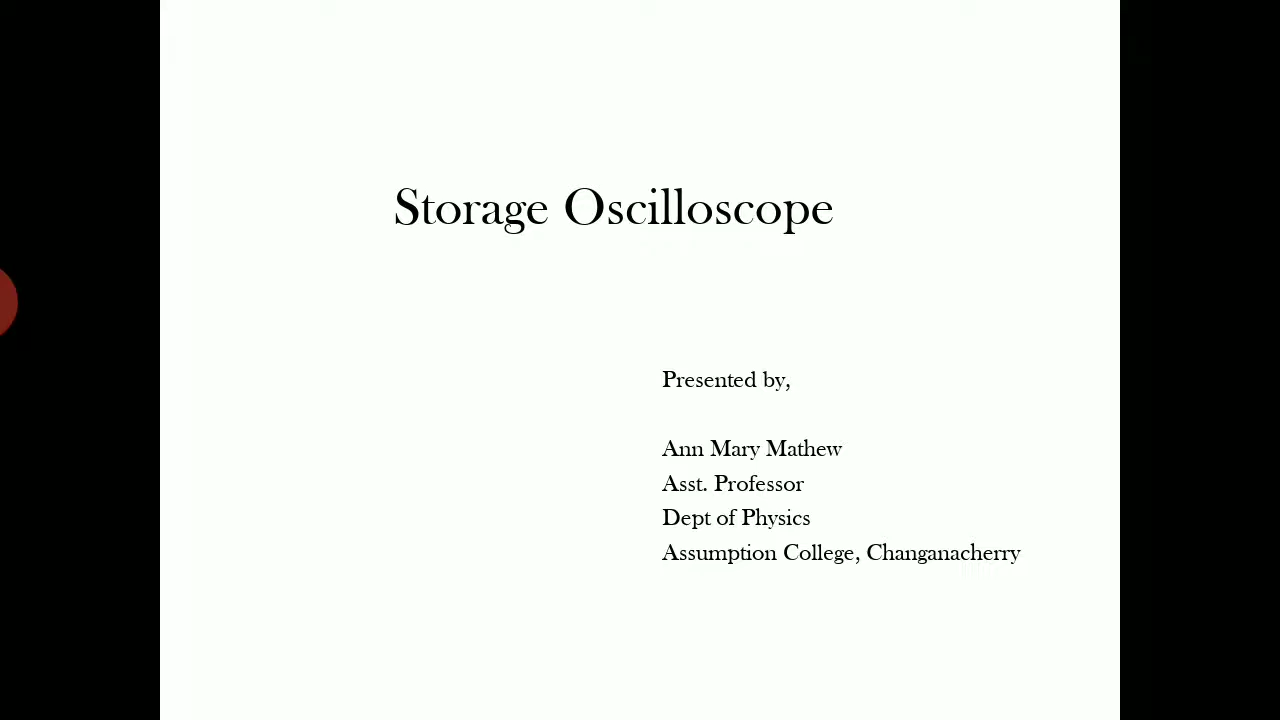 Storage Oscilloscope
Presented by,
Ann Mary Mathew
Asst. Professor
Dept of Physics
Assumption College, Changanacherry